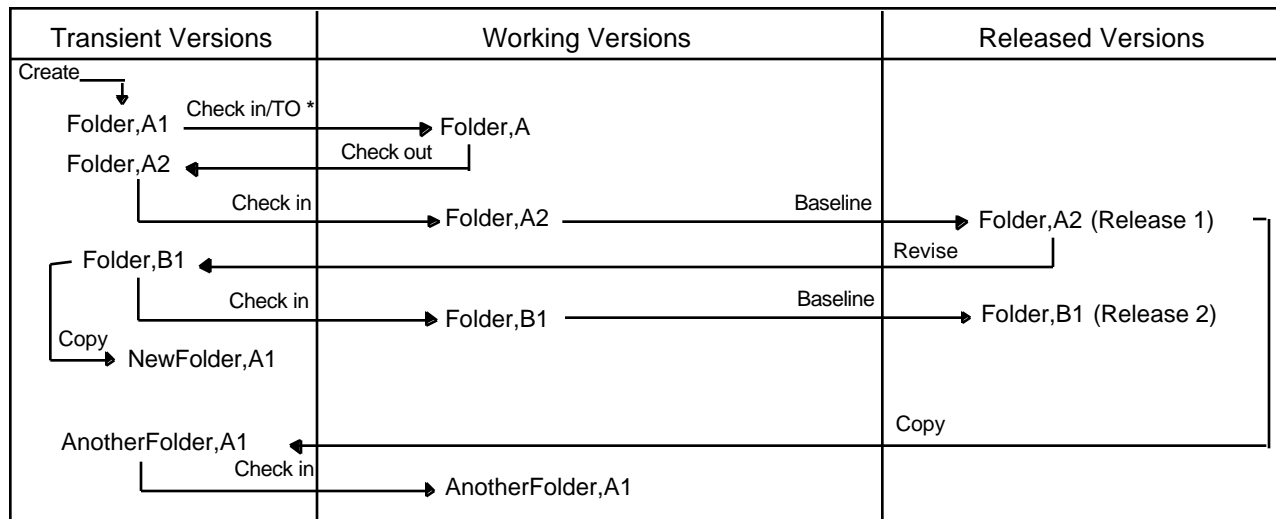 Transient Versions Working Versions Released Versions
Create
Folder,A1 Check in/TO * Folder,A
Folder,A2 Check out
Check in Folder,A2 Baseline Folder,A2 (Release 1)
Folder,B1 Revise
Check in Folder,B1 Baseline Folder,B1 (Release 2)
Copy
NewFolder,A1
AnotherFolder,A1 Copy
Check in AnotherFolder,A1